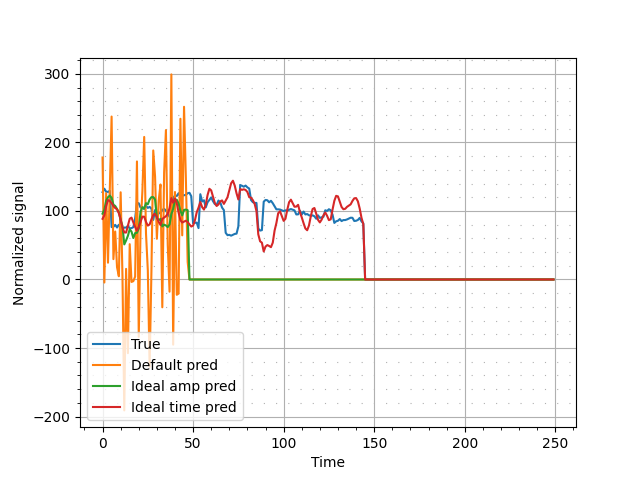 300
200
100
0
−100
−200
Normalized signal
True
Default pred
Ideal amp pred
Ideal time pred
0
50
100
150
200
250
Time